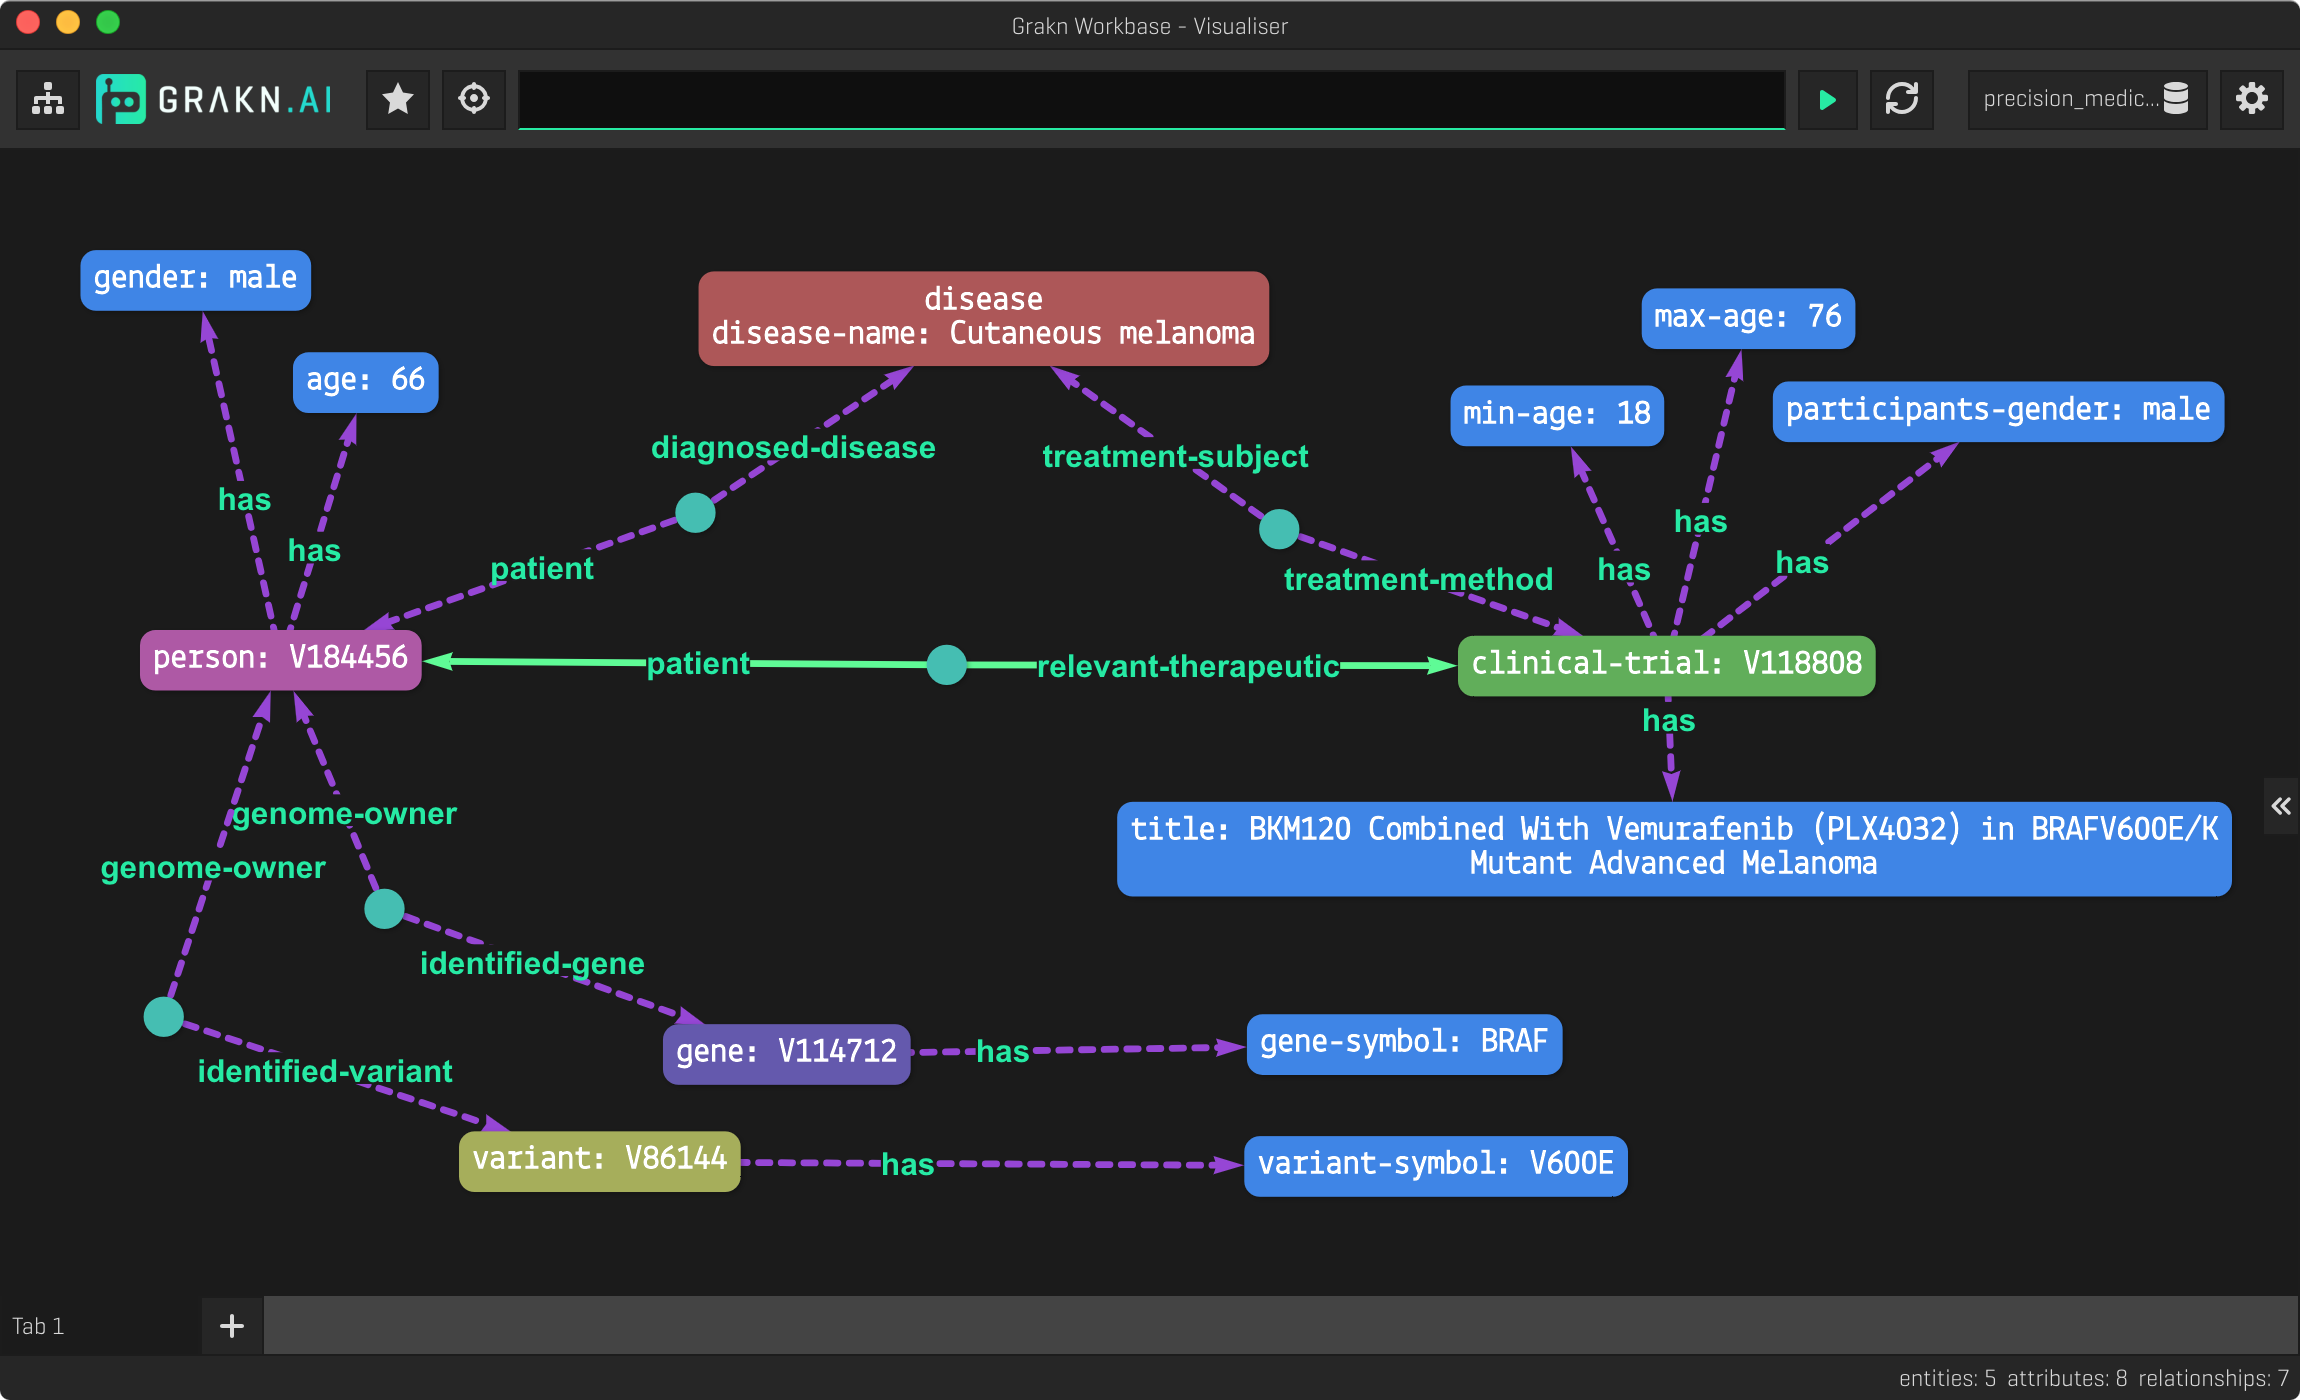 Grakn Workbase - Visualiser
GRAKN.AI
precision_medic...
gender: male
disease
disease-name: Cutaneous melanoma
max-age: 76
age: 66
min-age: 18
participants-gender: male
diagnosed-disease
treatment-subject
has
has
has
has
has
patient
treatment-method
person: V184456
patient
relevant-therapeutic
clinical-trial: V118808
has
genome-owner
genome-owner
title: BKM120 Combined With Vemurafenib (PLX4032) in BRAFV600E/K
Mutant Advanced Melanoma
identified-gene
identified-variant
gene: V114712
has
gene-symbol: BRAF
variant: V86144
has
variant-symbol: V600E
Tab 1
entities: 5 attributes: 8 relationships: 7